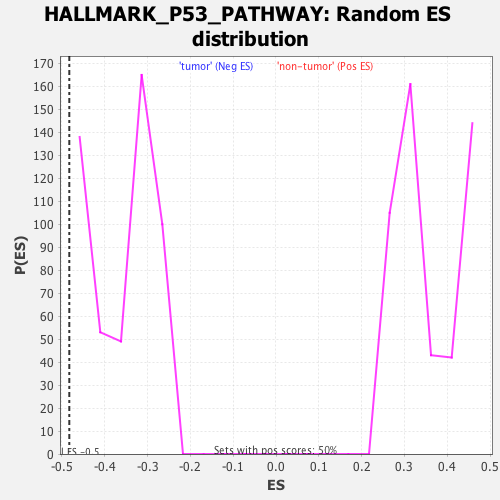 HALLMARK_P53_PATHWAY: Random ES
distribution
'tumor' (Neg ES) 'non-tumor' (Pos ES)
170
160
150
140
130
120
110
100
90
80
70
60
50
40
30
20
10
0
P(ES)
ES -0.5
Sets with pos scores: 50%
-0.5 -0.4 -0.3 -0.2 -0.1 0.0 0.1 0.2 0.3 0.4 0.5
ES